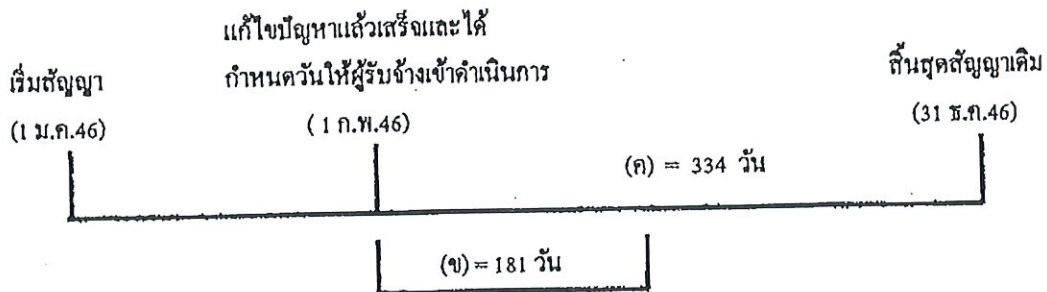 แก้ไขปัญหาแล้วเสร็จและได้
กำหนดวันให้ผู้รับจ้างเข้าดำเนินการ
เริ่มสัญญา
สิ้นสุดสัญญาเดิม
(1 ม.ค.46)
( 1 ก.พ.46)
(31 ธ.ค.46)
(ค) = 334 วัน
(ข) = 181 วัน